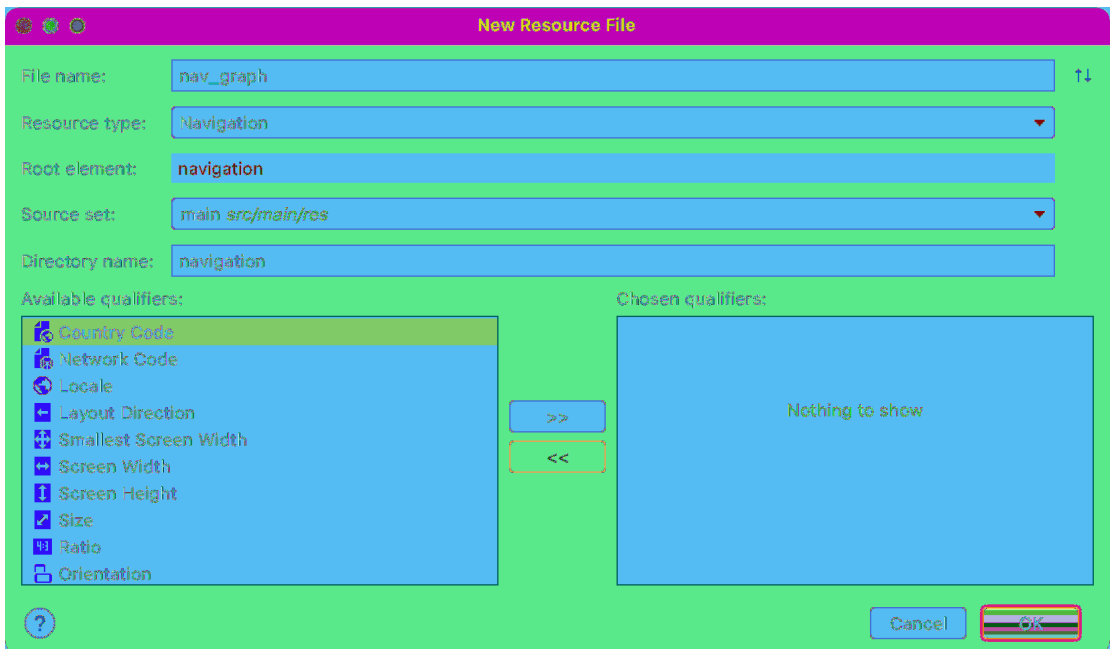 New Resource File
File name: nav_graph
Resource type: Navigation
Root element: navigation
Source set: main src/main/res
Directory name: navigation
Available qualifiers: Chosen qualifiers:
Country Code
Network Code
Locale
Layout Direction
Smallest Screen Width
Screen Width
Screen Height
Size
Ratio
Orientation
>>
<<
Nothing to show
? Cancel OK